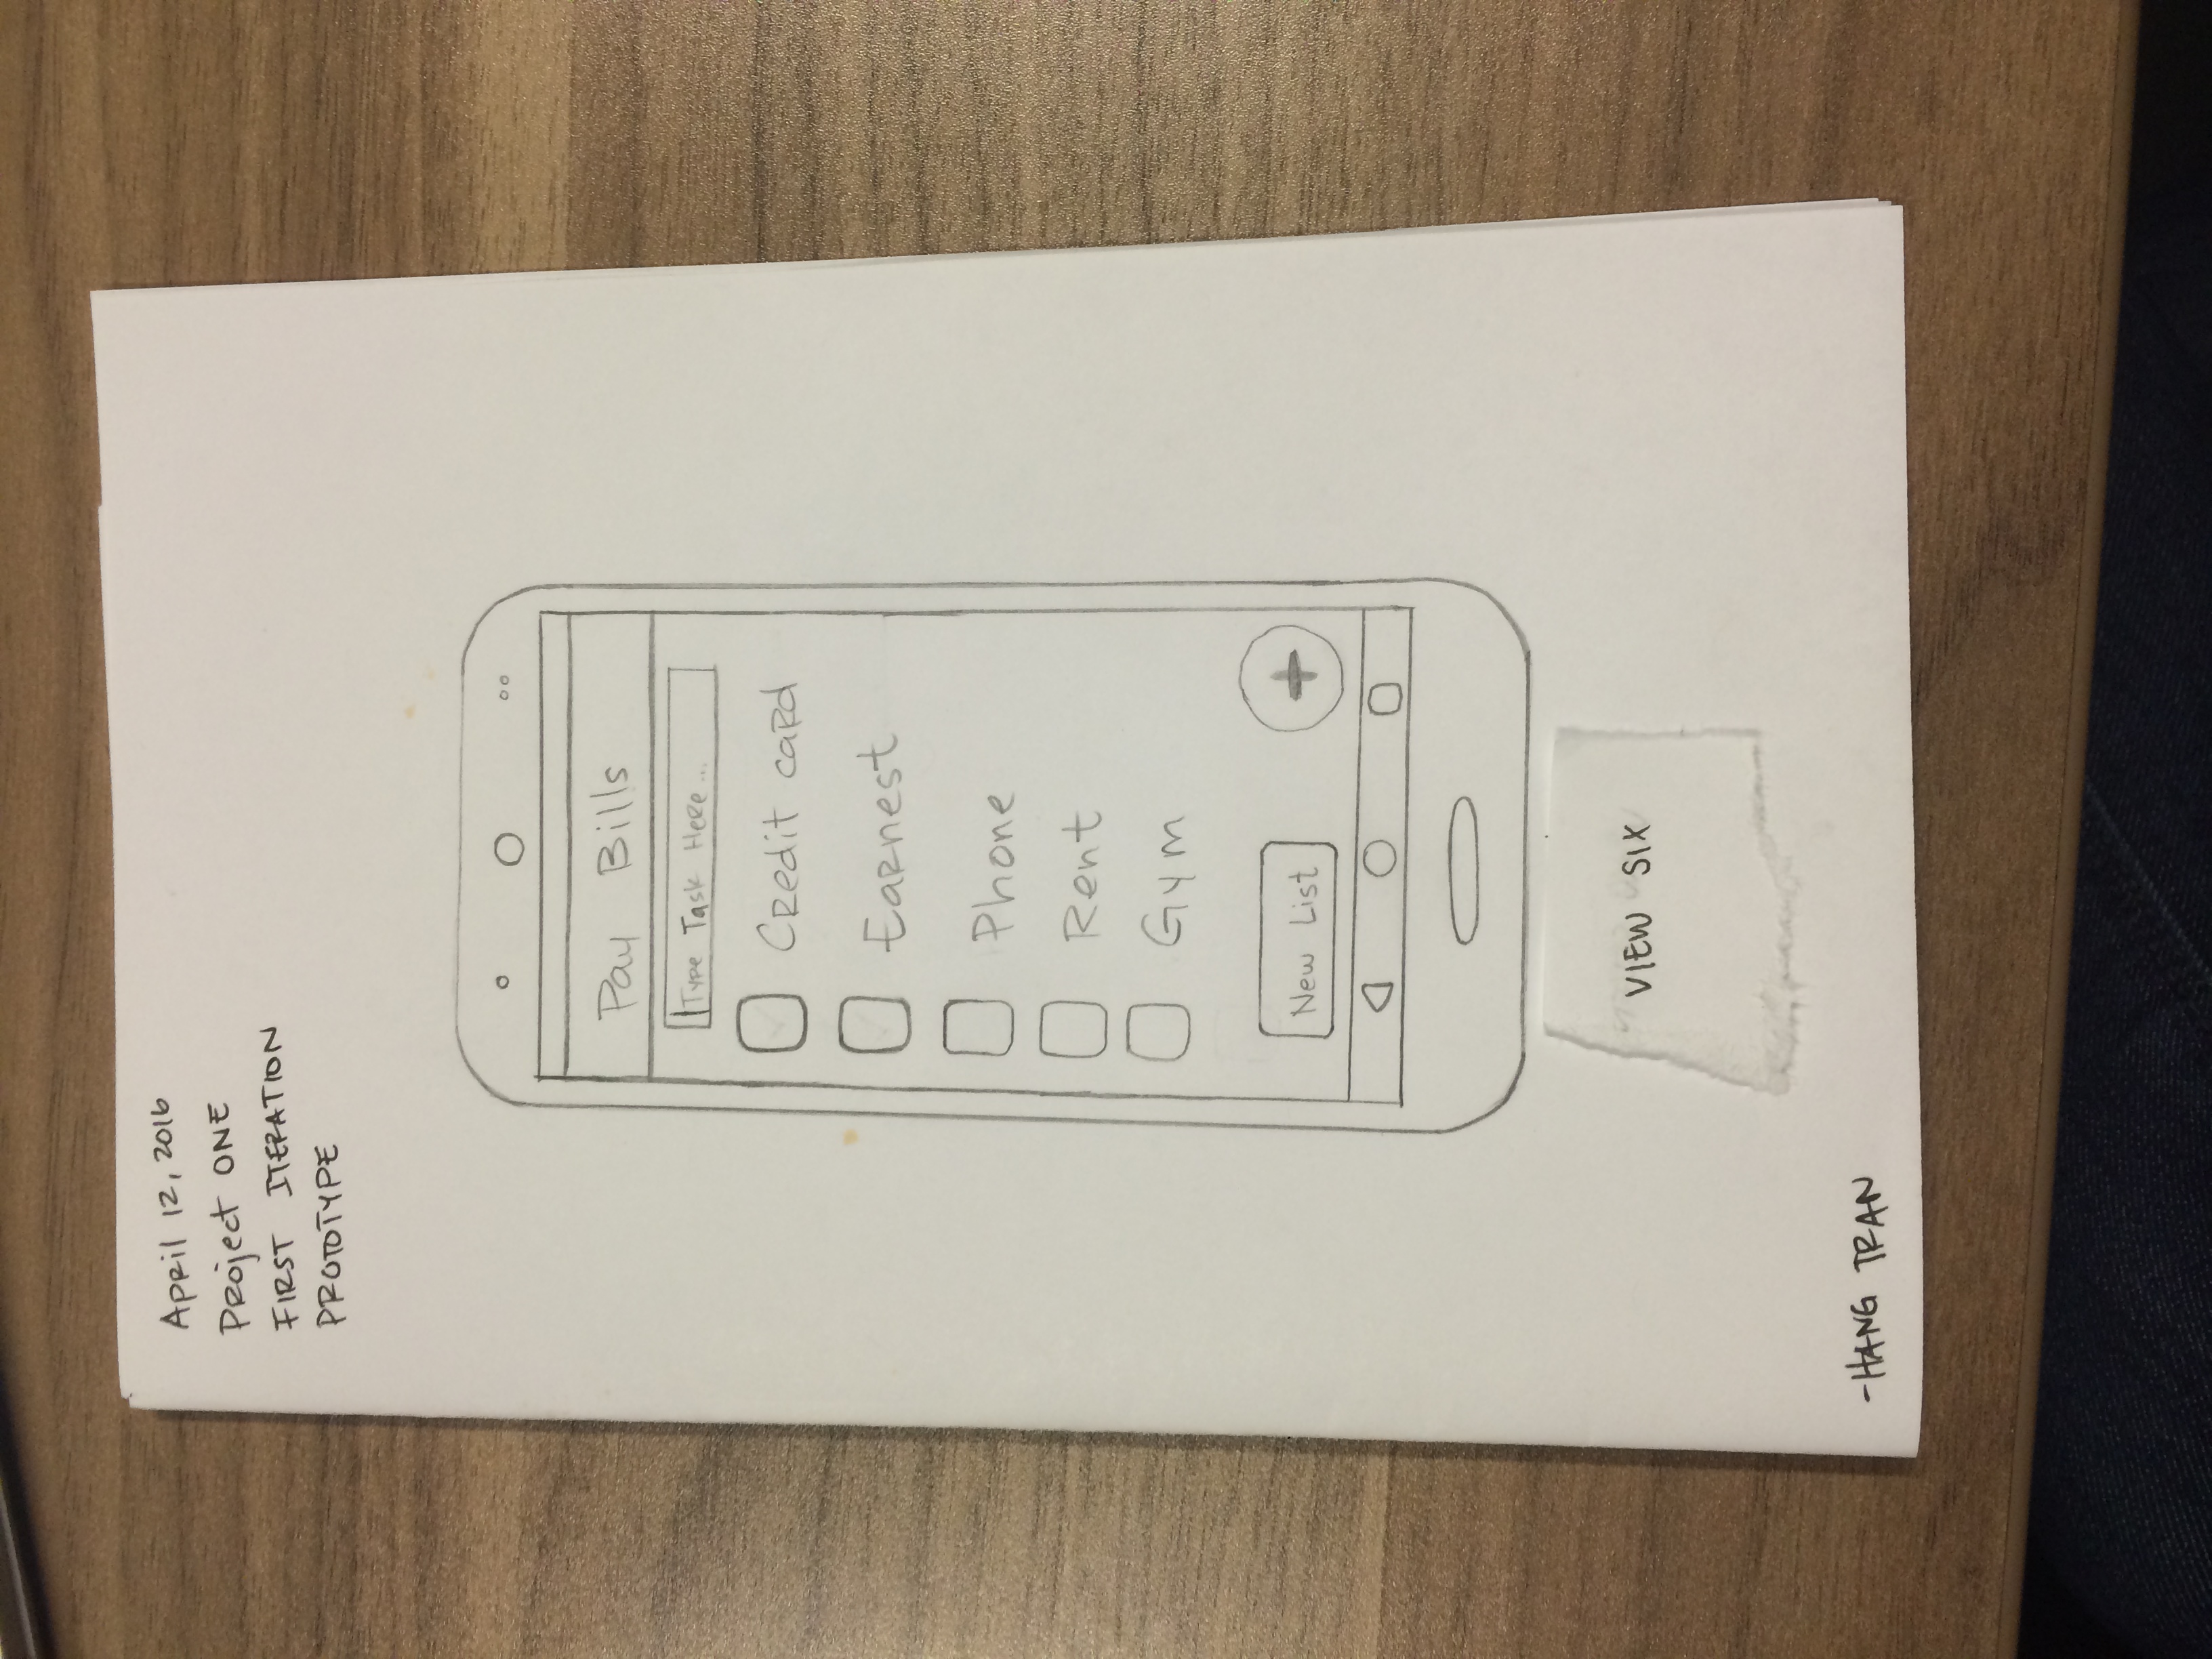 April 12, 2016
Project ONE
FIRST ITERATION
PROTOTYPE
Pay Bills
Type Task Here ...
Credit card
Earnest
Phone
Rent
Gym
New List
+
VIEW SIX
-HANG TRAN